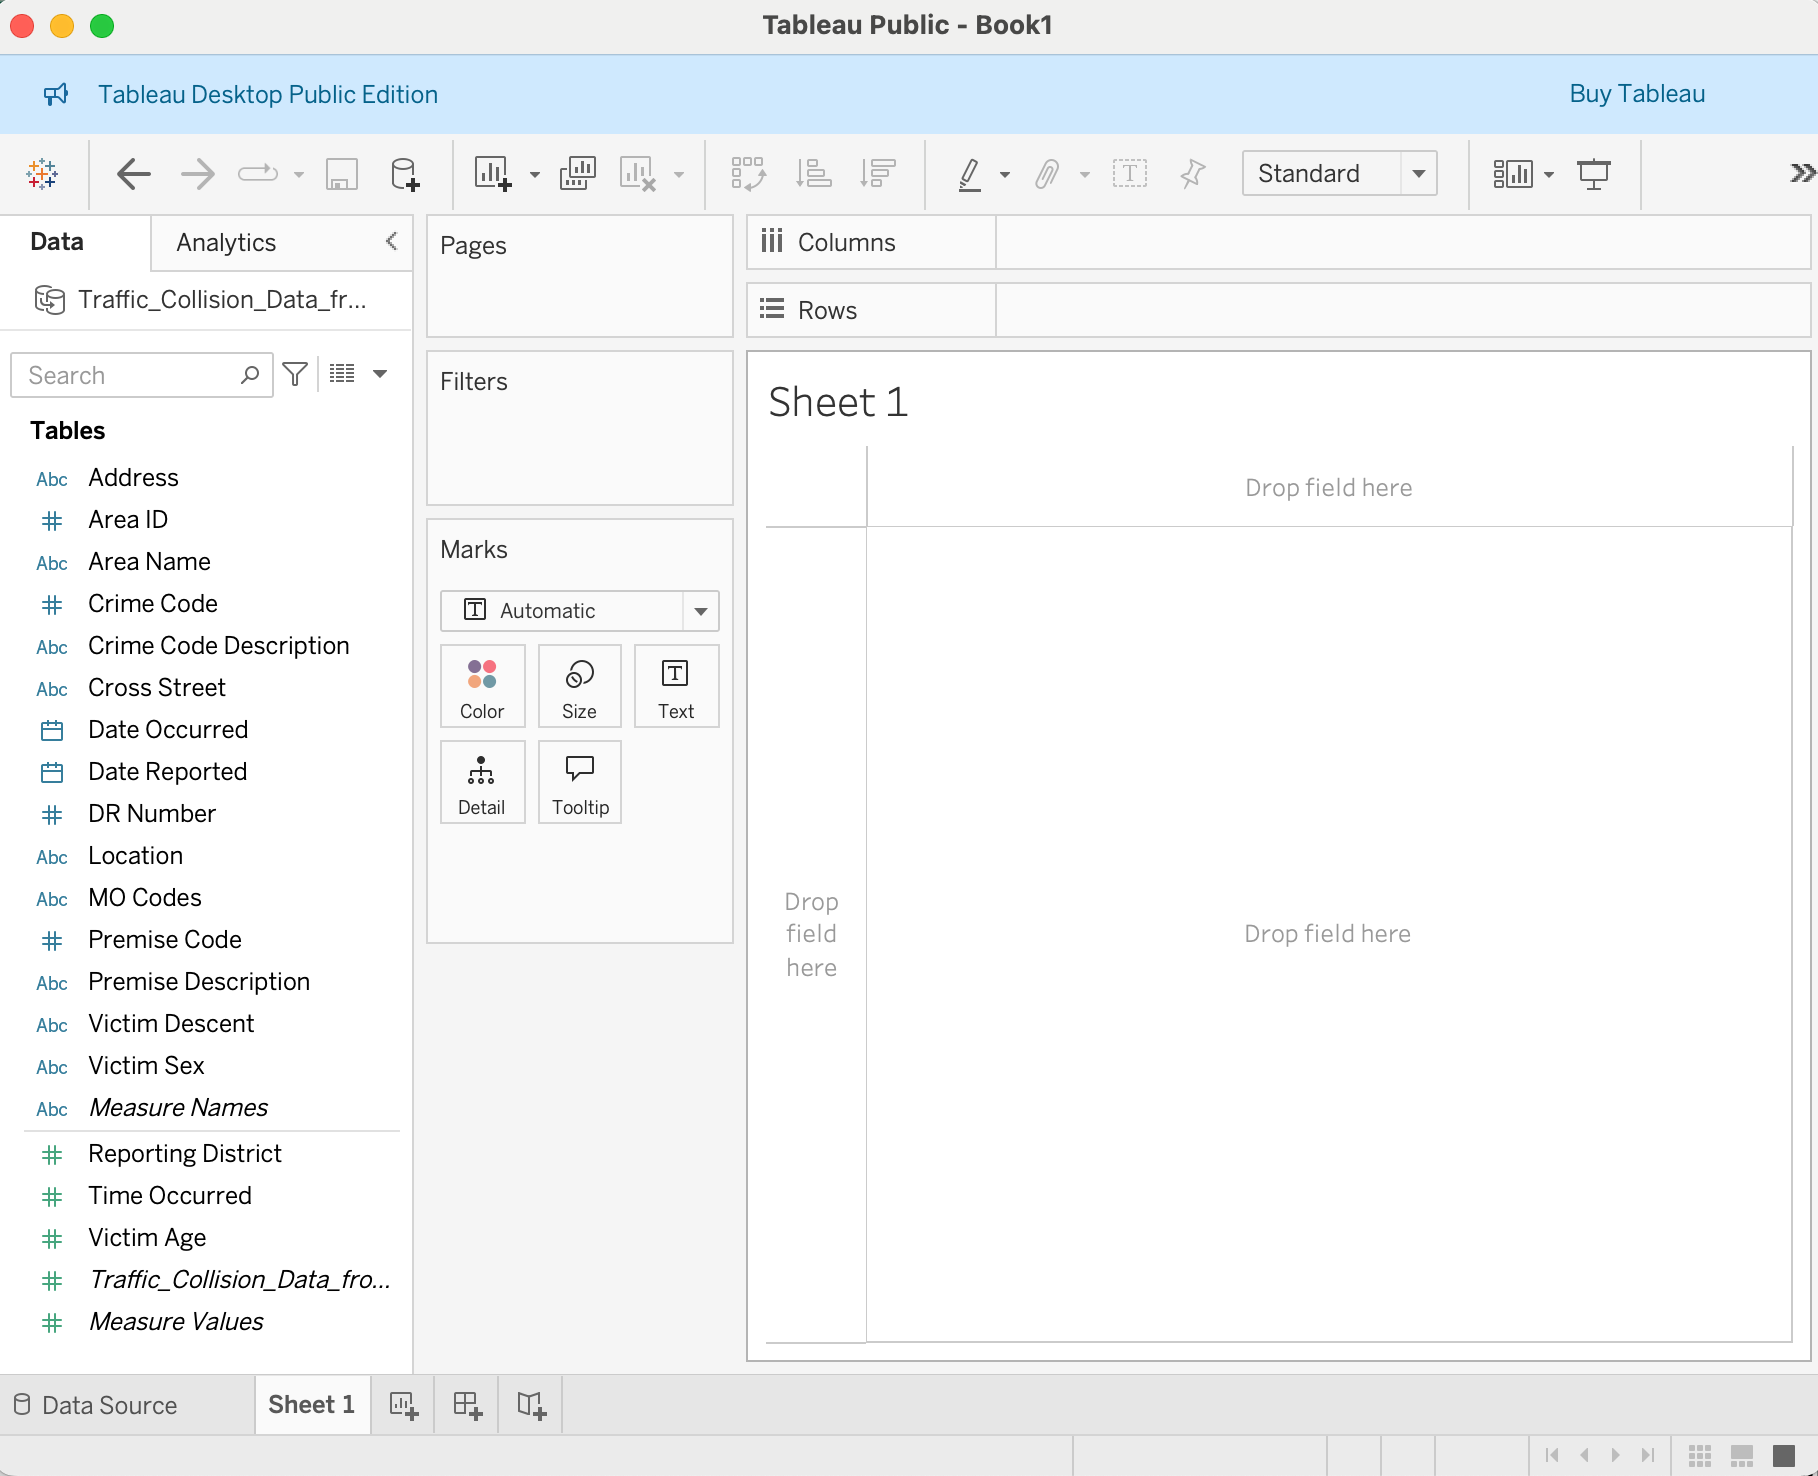 Tableau Public - Book1
Tableau Desktop Public Edition
Buy Tableau
Standard
Data
Analytics
Traffic_Collision_Data_fr...
Search
Tables
Abc Address
Area ID
Abc Area Name
Crime Code
Abc Crime Code Description
Abc Cross Street
Date Occurred
Date Reported
DR Number
Abc Location
Abc MO Codes
Premise Code
Abc Premise Description
Abc Victim Descent
Abc Victim Sex
Abc Measure Names
Reporting District
Time Occurred
Victim Age
Traffic_Collision_Data_fro...
Measure Values
Pages
Filters
Marks
T Automatic
Color
Size
T
Text
Detail
Tooltip
Columns
Rows
Sheet 1
Drop field here
Drop
field
here
Drop field here
Data Source
Sheet 1